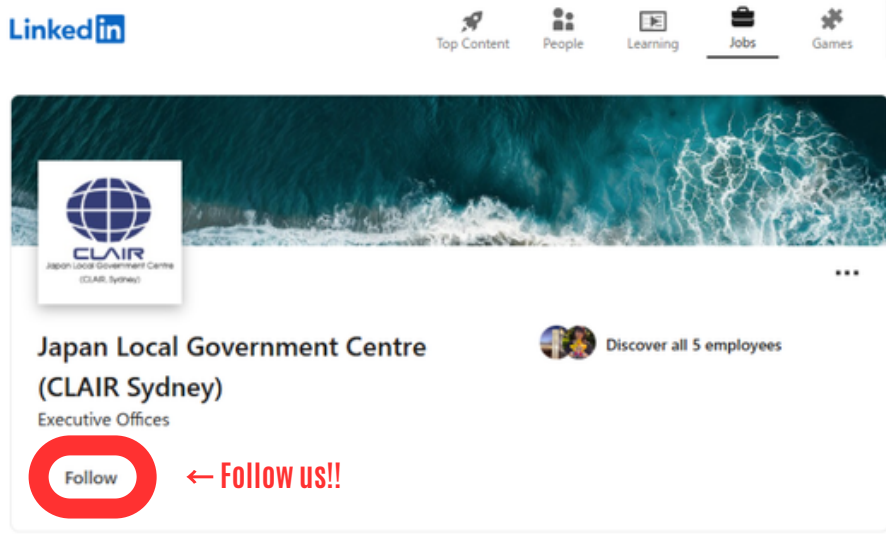 LinkedIn
Top Content
People
Learning
Jobs
Games
CLAIR
Japan Local Government Centre
(CLAIR, Sydney)
Japan Local Government Centre
(CLAIR Sydney)
Executive Offices
Discover all 5 employees
Follow
← Follow us!!